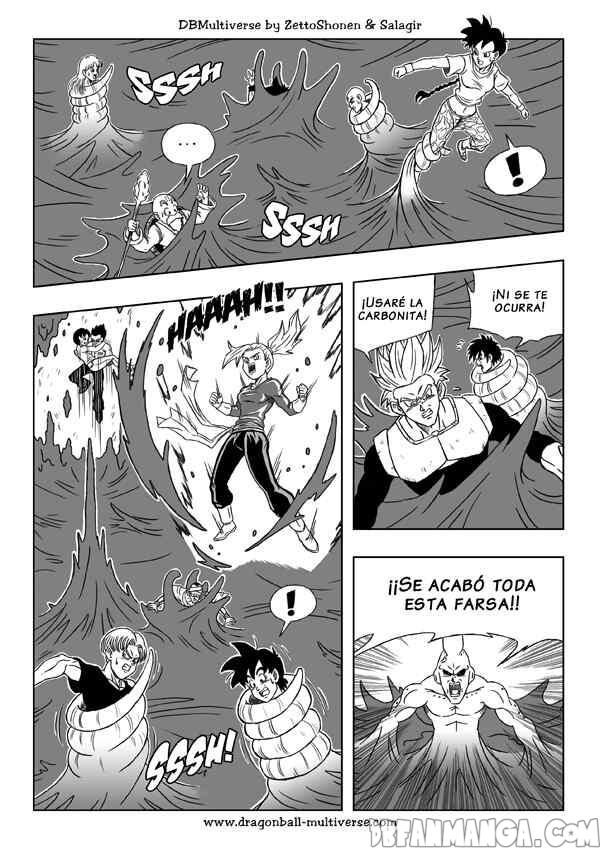 DBMultiverse by ZettoShonen & Salagir
SSSH
...
!
SSSH
HAAAAH!!
¡Usaré la
carbonita!
¡Ni se te
ocurra!
!
SSSH!
¡¡Se acabó toda
esta farsa!!
www.dragonball-multiverse.com
DBFANMANGA.COM